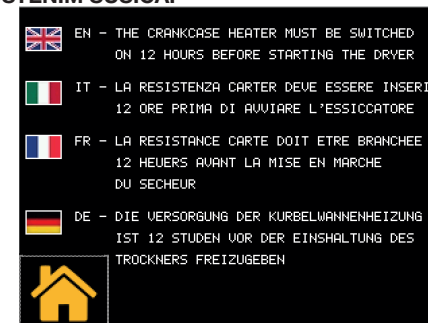 EN - THE CRANKCASE HEATER MUST BE SWITCHED
ON 12 HOURS BEFORE STARTING THE DRYER
IT - LA RESISTENZA CARTER DEVE ESSERE INSERI
12 ORE PRIMA DI AVVIARE L'ESSICCATORE
FR - LA RESISTANCE CARTE DOIT ETRE BRANCHEE
12 HEUERS AVANT LA MISE EN MARCHE
DU SECHEUR
DE - DIE VERSORGUNG DER KURBELWANNENHEIZUNG
IST 12 STUDEN VOR DER EINSHALTUNG DES
TROCKNERS FREIZUGEBEN